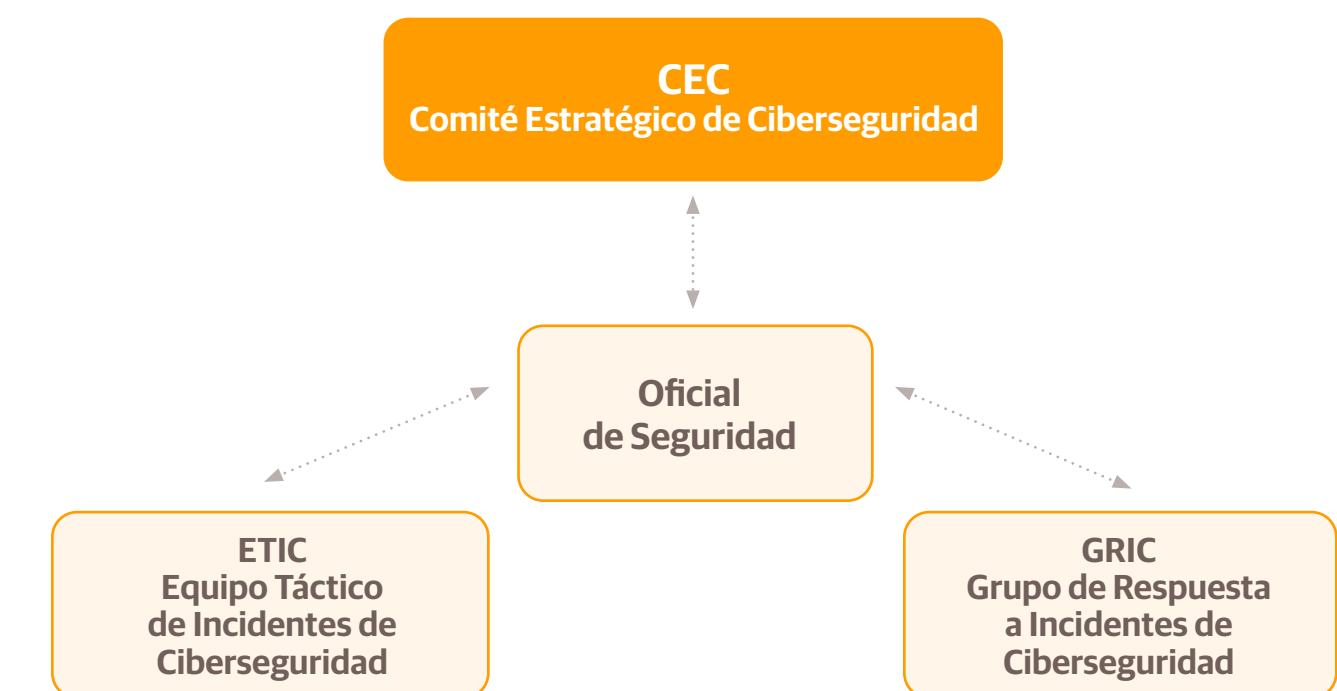 CEC
Comité Estratégico de Ciberseguridad
Oficial
de Seguridad
ETIC
Equipo Táctico
de Incidentes de
Ciberseguridad
GRIC
Grupo de Respuesta
a Incidentes de
Ciberseguridad